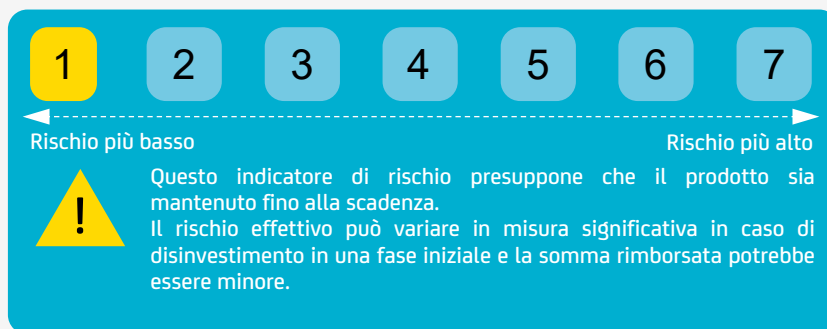 1 2 3 4 5 6 7
Rischio più basso Rischio più alto
!
Questo indicatore di rischio presuppone che il prodotto sia
mantenuto fino alla scadenza.
Il rischio effettivo può variare in misura significativa in caso di
disinvestimento in una fase iniziale e la somma rimborsata potrebbe
essere minore.